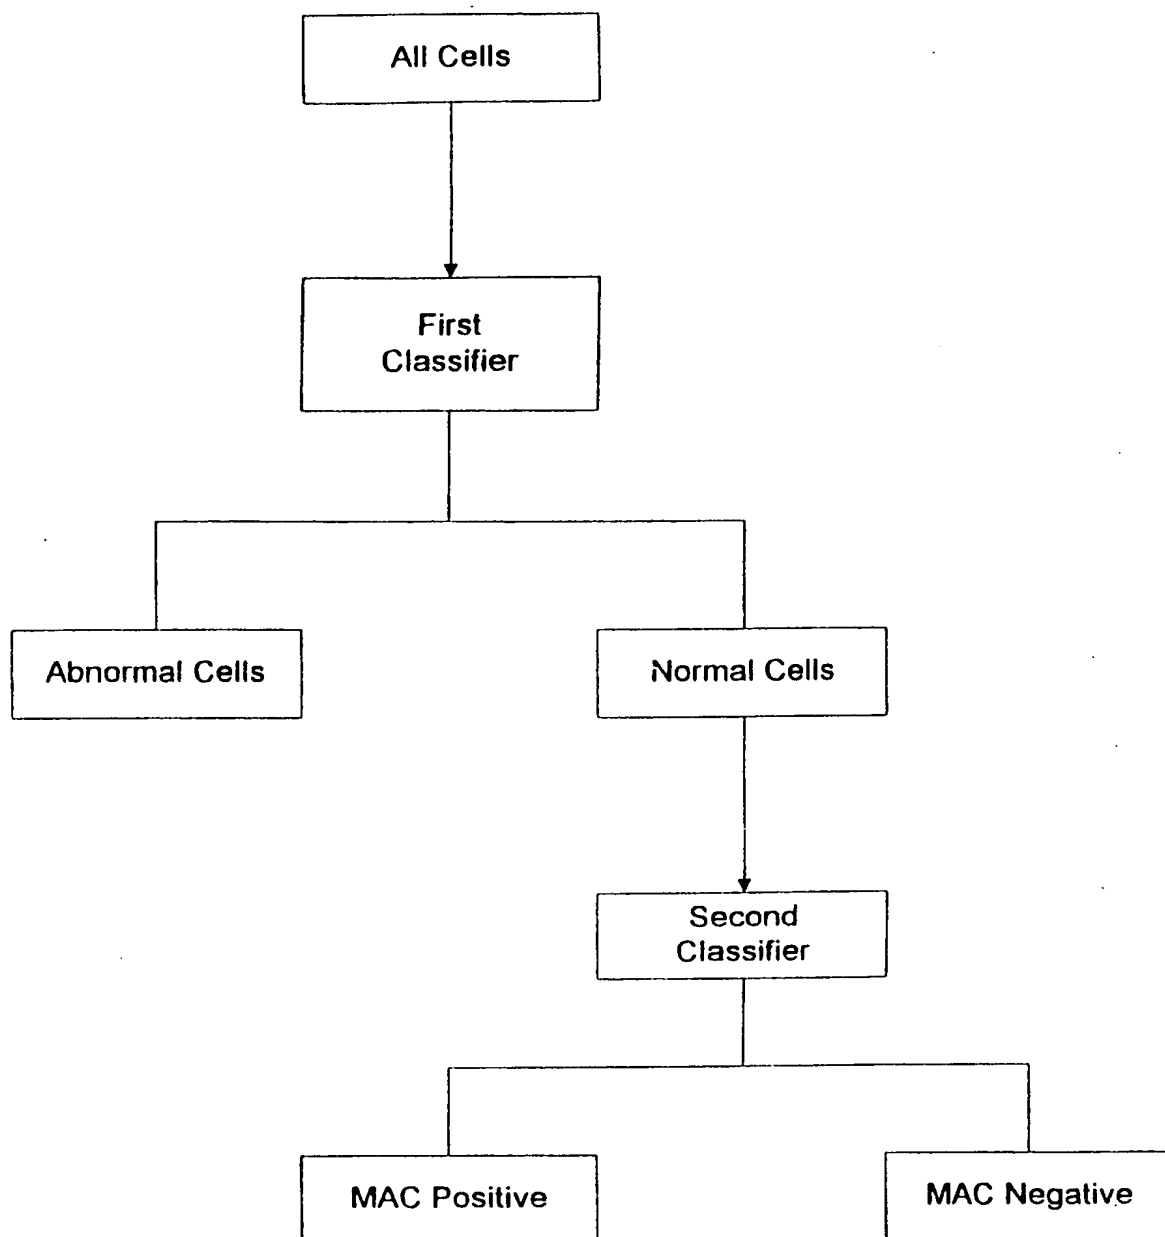 All Cells
First
Classifier
Abnormal Cells
Normal Cells
Second
Classifier
MAC Positive
MAC Negative